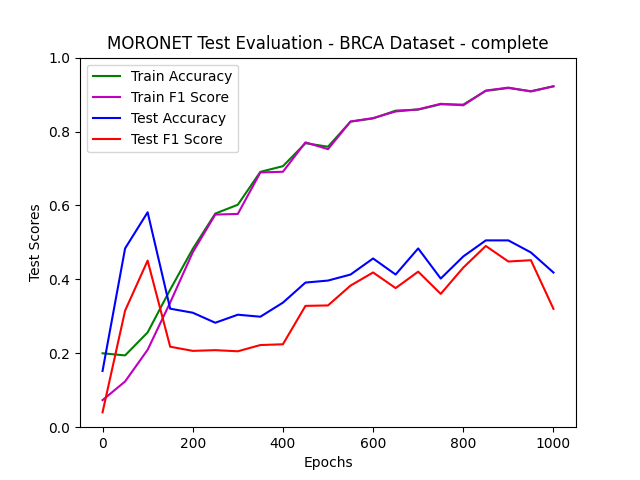 MORONET Test Evaluation - BRCA Dataset - complete
Train Accuracy
Train F1 Score
Test Accuracy
Test F1 Score
1.0
0.8
0.6
0.4
0.2
0.0
Test Scores
0 200 400 600 800 1000
Epochs